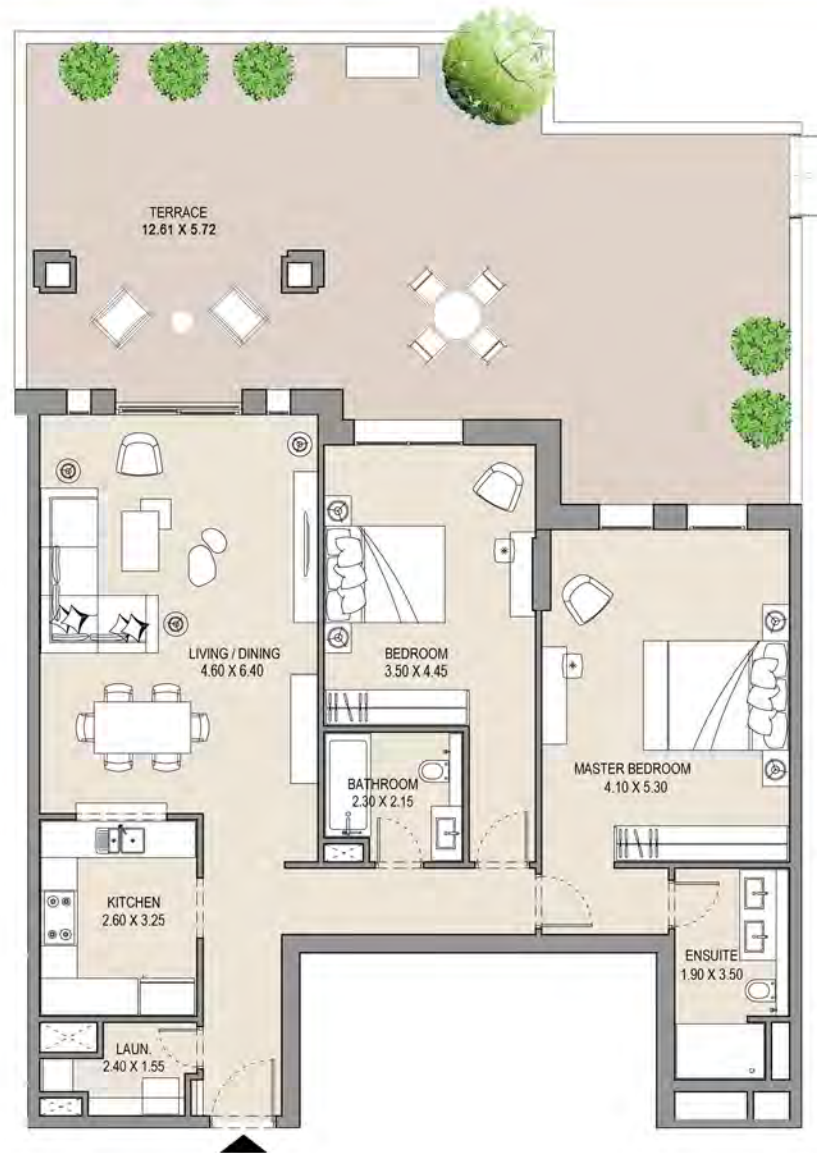 TERRACE
12.61 X 5.72
LIVING / DINING
4.60 X 6.40
BEDROOM
3.50 X 4.45
MASTER BEDROOM
4.10 X 5.30
BATHROOM
2.30 X 2.15
KITCHEN
2.60 X 3.25
ENSUITE
1.90 X 3.50
LAUN.
2.40 X 1.55